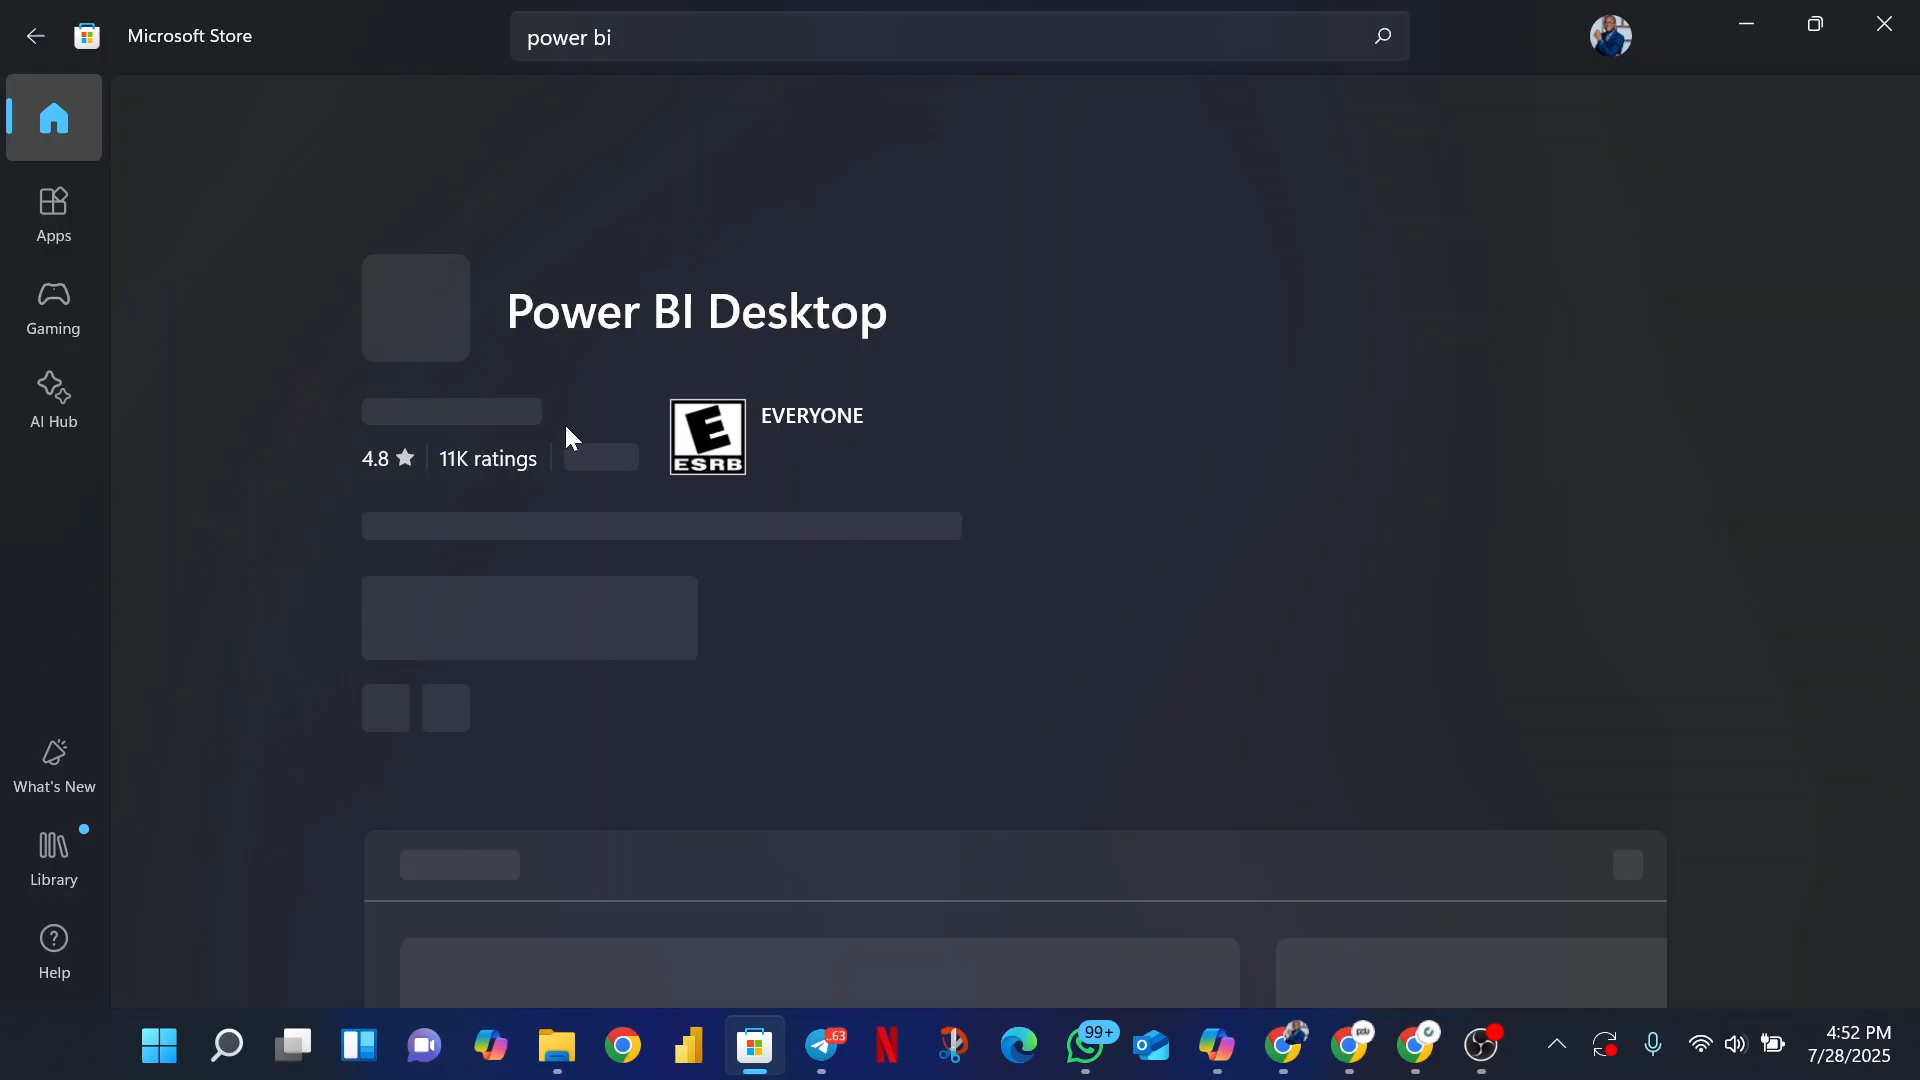 Microsoft Store
power bi
Apps
Gaming
AI Hub
What's New
Library
Help
Power BI Desktop
4.8 ★ 11K ratings
E
ESRB
EVERYONE
..63
99+
4:52 PM
7/28/2025